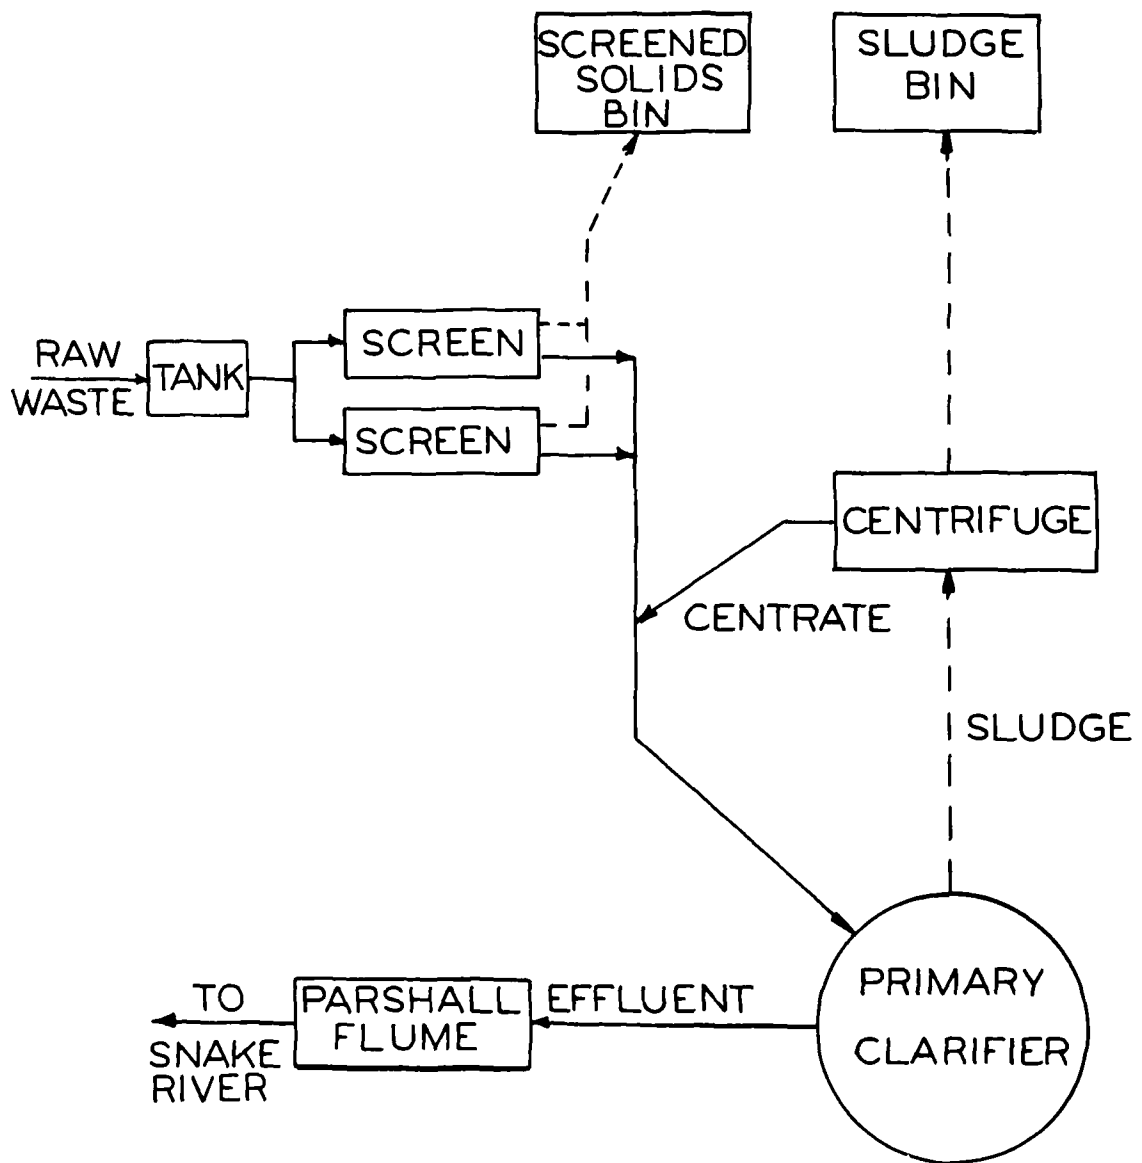 SCREENED
SOLIDS
BIN
SLUDGE
BIN
RAW
WASTE
TANK
SCREEN
SCREEN
CENTRIFUGE
CENTRATE
SLUDGE
PRIMARY
CLARIFIER
EFFLUENT
PARSHALL
FLUME
TO
SNAKE
RIVER